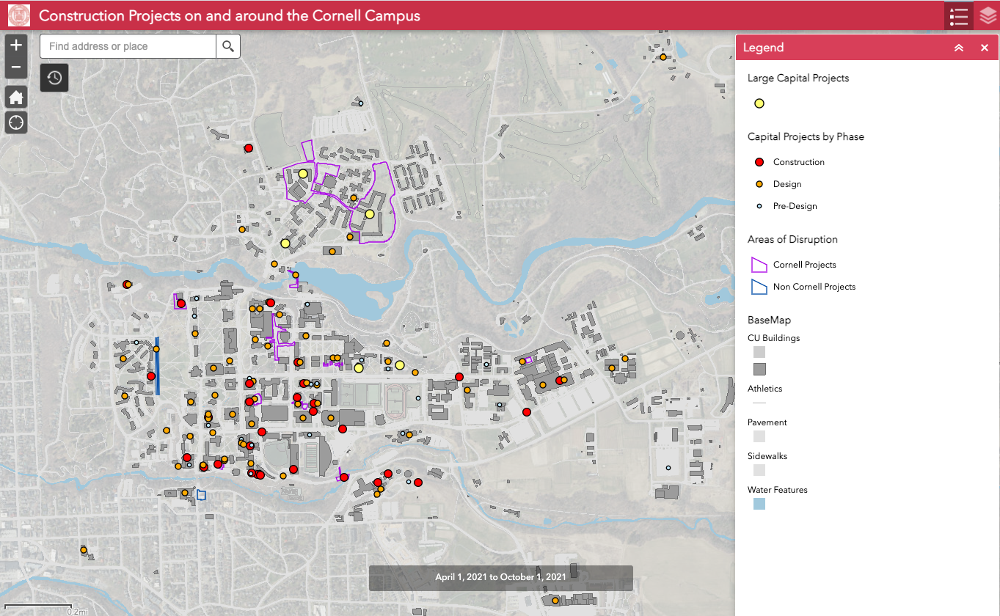 Construction Projects on and around the Cornell Campus
+
Find address or place
−
Legend
Large Capital Projects
Capital Projects by Phase
Construction
Design
Pre-Design
Areas of Disruption
Cornell Projects
Non Cornell Projects
BaseMap
CU Buildings
Athletics
Pavement
Sidewalks
Water Features
April 1, 2021 to October 1, 2021
0.2mi